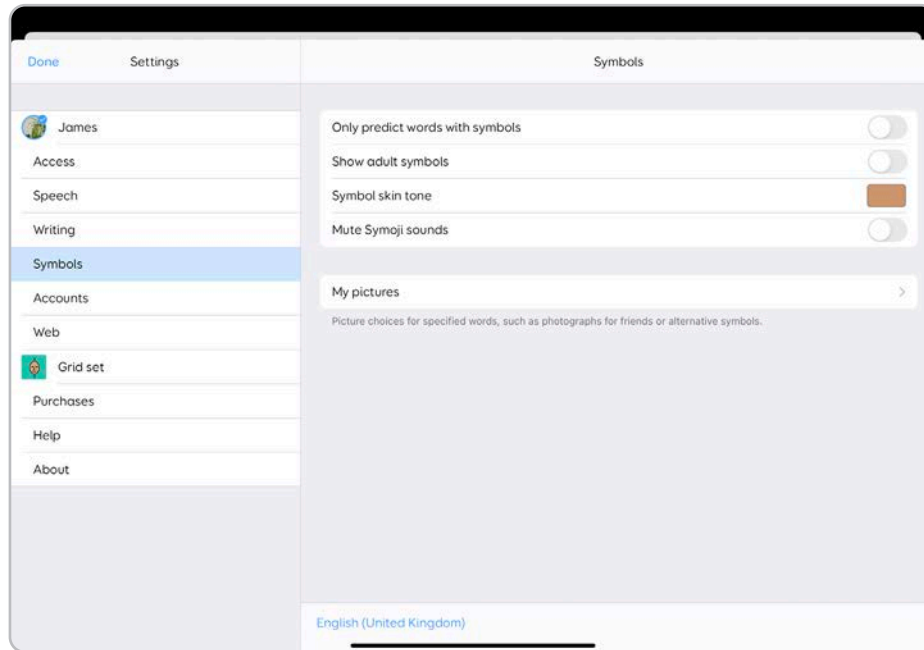 Done
Settings
Symbols
James
Access
Speech
Writing
Symbols
Accounts
Web
Grid set
Purchases
Help
About
Only predict words with symbols
Show adult symbols
Symbol skin tone
Mute Symoji sounds
My pictures
Picture choices for specified words, such as photographs for friends or alternative symbols.
English (United Kingdom)